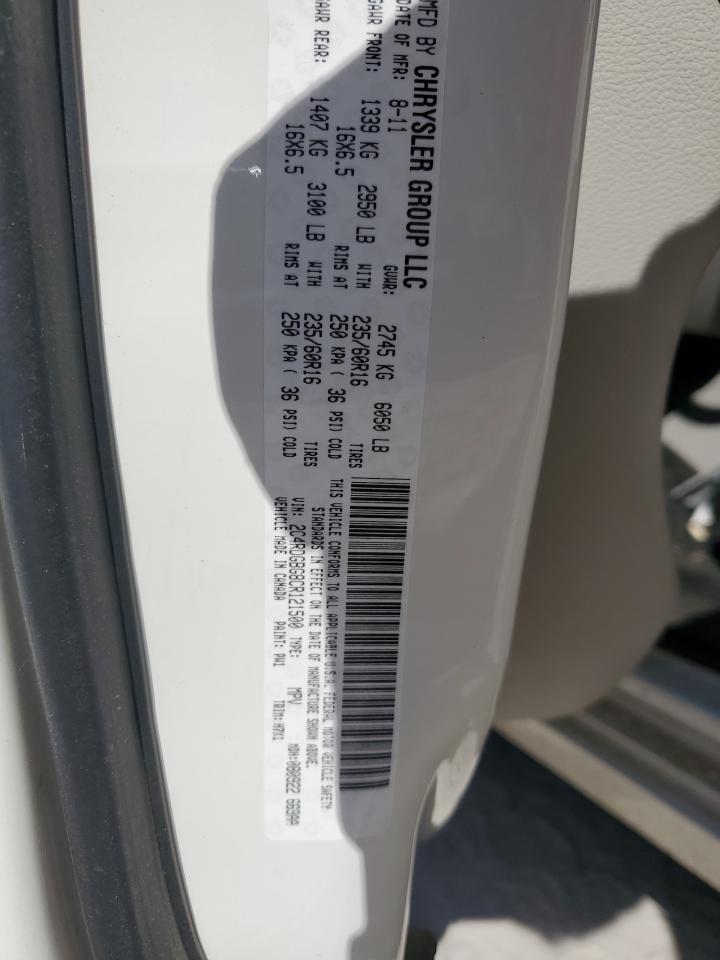 MFD BY CHRYSLER GROUP LLC
DATE OF MFR: 8-11 GVWR: 2745 KG 6050 LB
GAWR FRONT: 1339 KG 2950 LB WITH 235/60R16 TIRES
16X6.5 RIMS AT 250 KPA ( 36 PSI) COLD
GAWR REAR: 1407 KG 3100 LB WITH 235/60R16 TIRES
16X6.5 RIMS AT 250 KPA ( 36 PSI) COLD
THIS VEHICLE CONFORMS TO ALL APPLICABLE U.S.A. FEDERAL MOTOR VEHICLE SAFETY
STANDARDS IN EFFECT ON THE DATE OF MANUFACTURE SHOWN ABOVE.
VIN: 2C4RDGBG8CR121500 TYPE: MPV MDH:080922 669AA
VEHICLE MADE IN CANADA PAINT: PW1 TRIM:H7X1